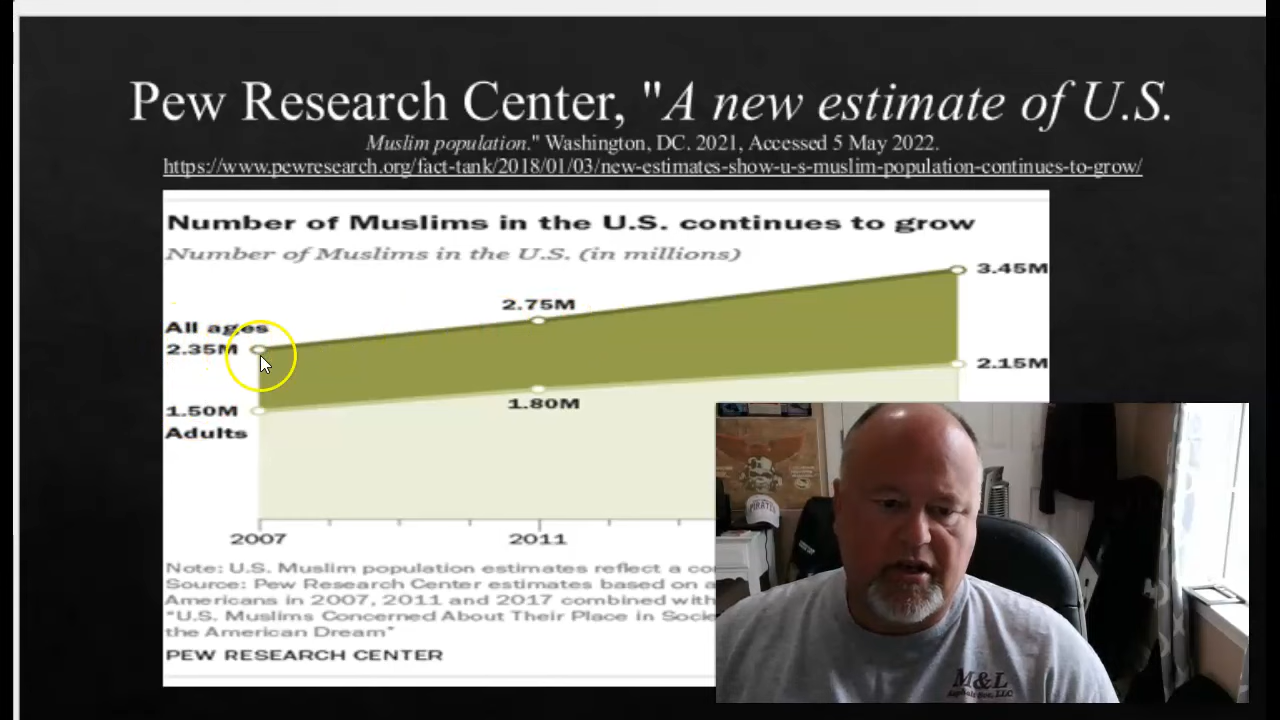 Pew Research Center, "A new estimate of U.S.
Muslim population." Washington, DC. 2021, Accessed 5 May 2022.
https://www.pewresearch.org/fact-tank/2018/01/03/new-estimates-show-u-s-muslim-population-continues-to-grow/
Number of Muslims in the U.S. continues to grow
Number of Muslims in the U.S. (in millions)
3.45M
2.75M
All ages
2.35M
2.15M
1.50M
1.80M
Adults
2007 2011
Note: U.S. Muslim population estimates reflect a
Source: Pew Research Center estimates based on
Americans in 2007, 2011 and 2017 combined with
"U.S. Muslims Concerned About Their Place in
the American Dream"
PEW RESEARCH CENTER
PIRATES
M&L
LLC